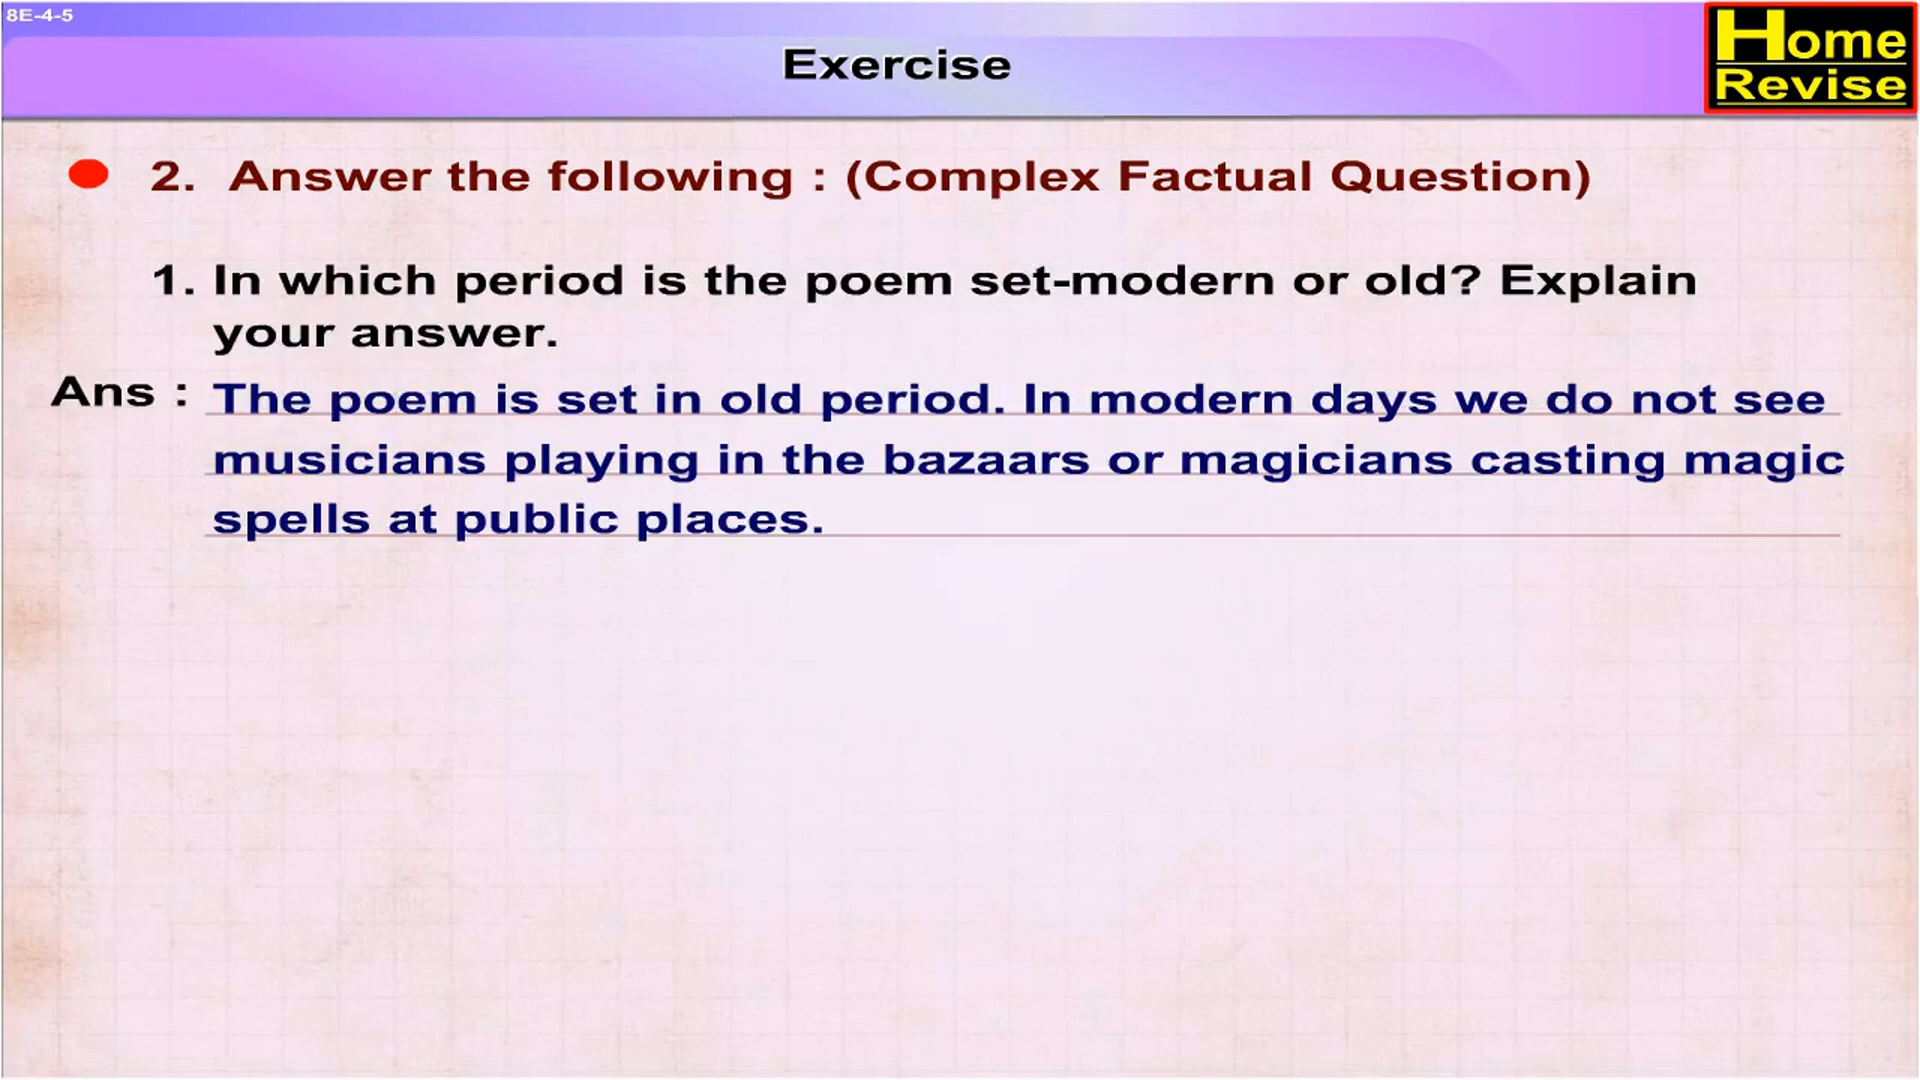 8E-4-5
Exercise
Home
Revise
2. Answer the following : (Complex Factual Question)
1. In which period is the poem set-modern or old? Explain
your answer.
Ans : The poem is set in old period. In modern days we do not see
musicians playing in the bazaars or magicians casting magic
spells at public places.